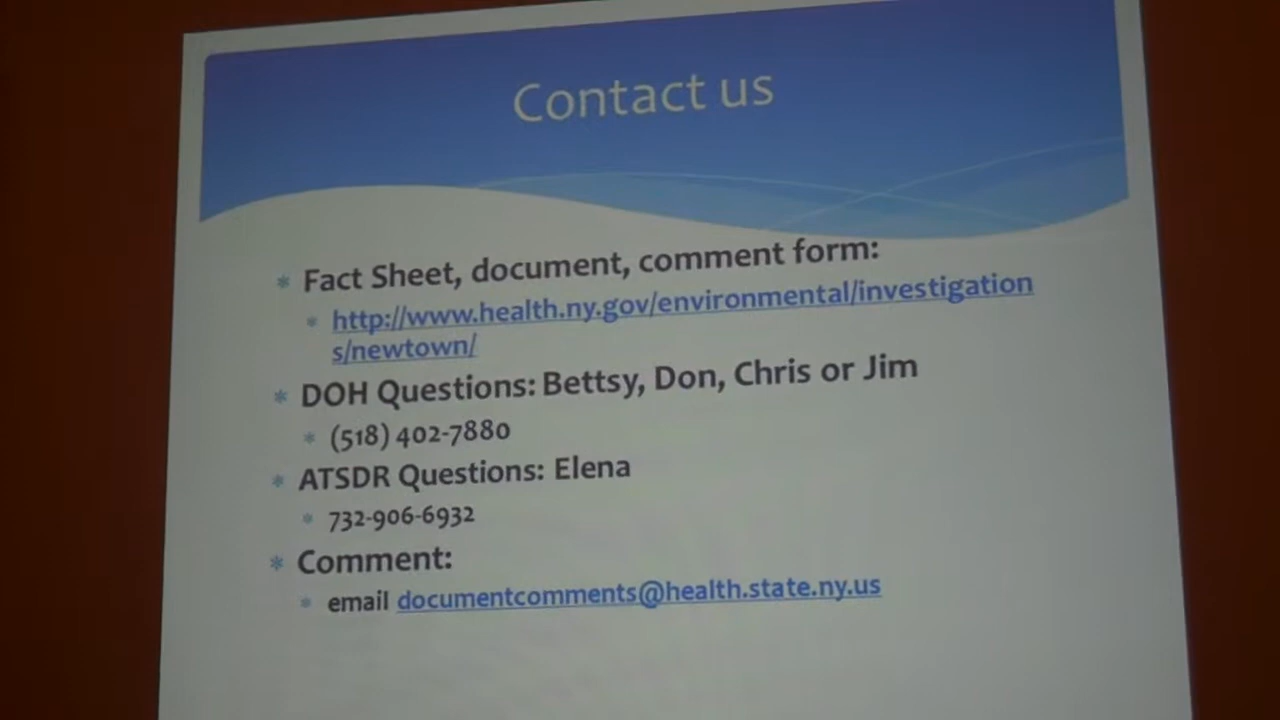 Contact us
Fact Sheet, document, comment form:
http://www.health.ny.gov/environmental/investigation
s/newtown/
DOH Questions: Bettsy, Don, Chris or Jim
(518) 402-7880
ATSDR Questions: Elena
732-906-6932
Comment:
email documentcomments@health.state.ny.us